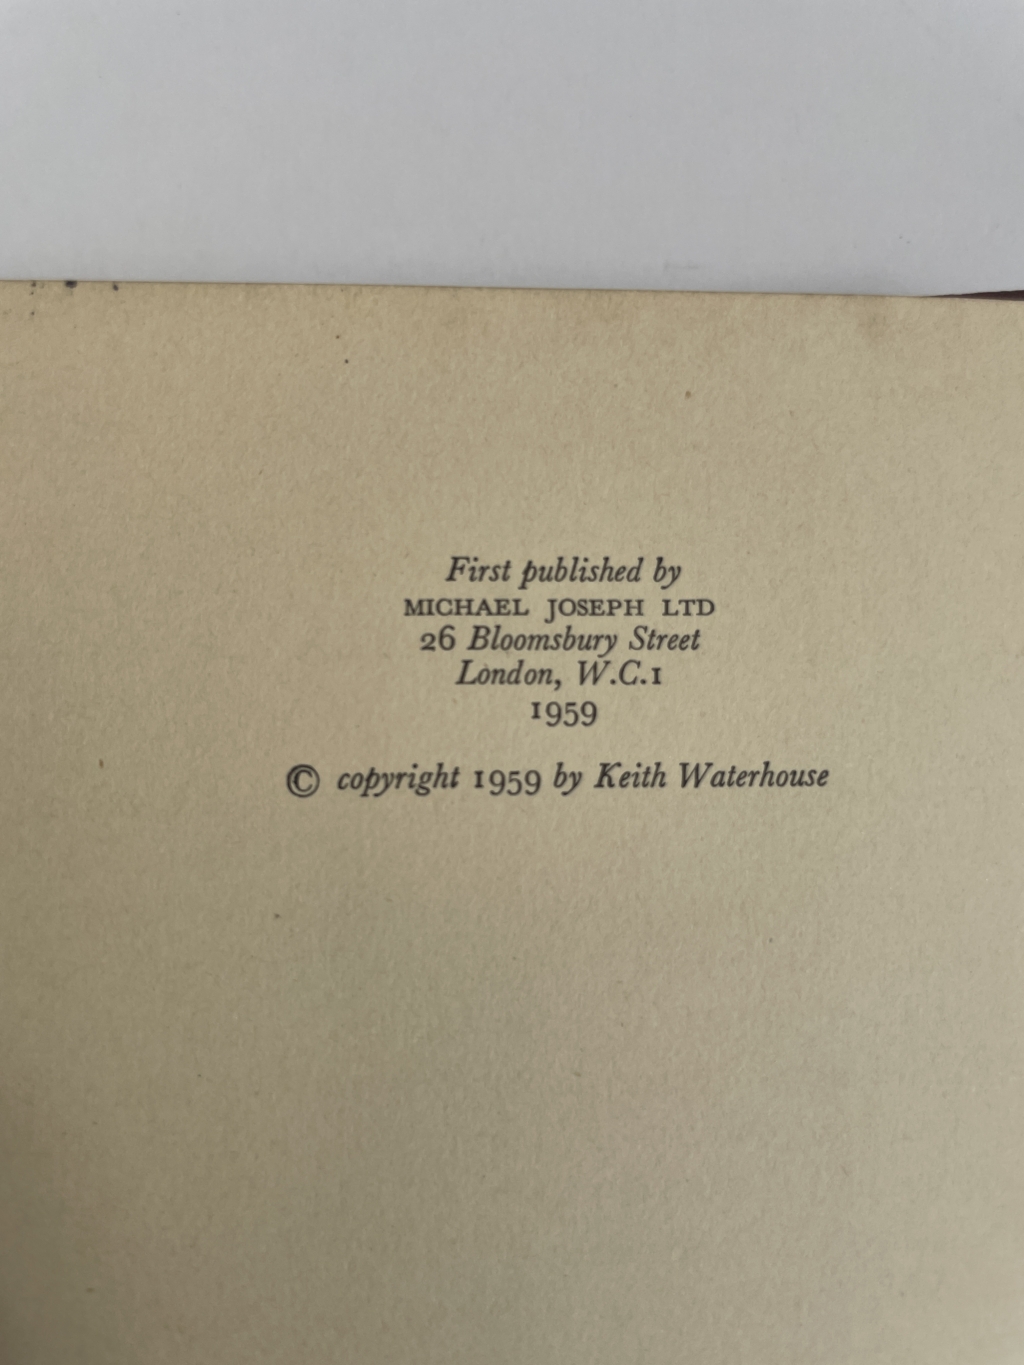 First published by
MICHAEL JOSEPH LTD
26 Bloomsbury Street
London, W.C.1
1959
© copyright 1959 by Keith Waterhouse